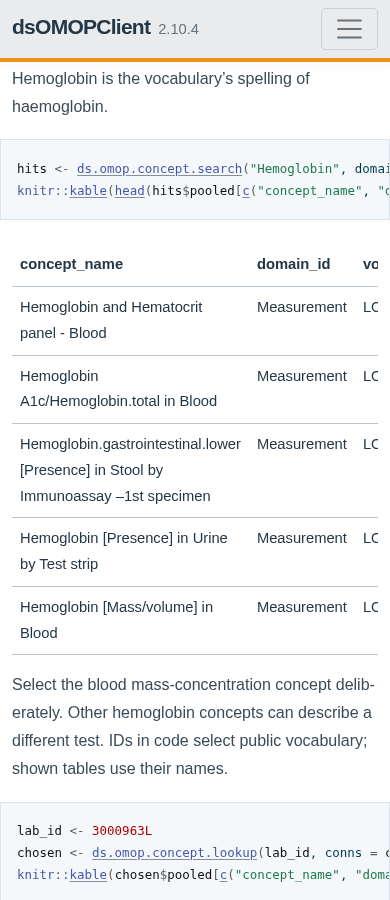 dsOMOPClient 2.10.4
Hemoglobin is the vocabulary’s spelling of
haemoglobin.
hits <- ds.omop.concept.search("Hemoglobin", domai
knitr::kable(head(hits$pooled[c("concept_name", "d
concept_name domain_id vo
Hemoglobin and Hematocrit Measurement LO
panel - Blood
Hemoglobin Measurement LO
A1c/Hemoglobin.total in Blood
Hemoglobin.gastrointestinal.lower Measurement LO
[Presence] in Stool by
Immunoassay –1st specimen
Hemoglobin [Presence] in Urine Measurement LO
by Test strip
Hemoglobin [Mass/volume] in Measurement LO
Blood
Select the blood mass-concentration concept delib-
erately. Other hemoglobin concepts can describe a
different test. IDs in code select public vocabulary;
shown tables use their names.
lab_id <- 3000963L
chosen <- ds.omop.concept.lookup(lab_id, conns = c
knitr::kable(chosen$pooled[c("concept_name", "doma